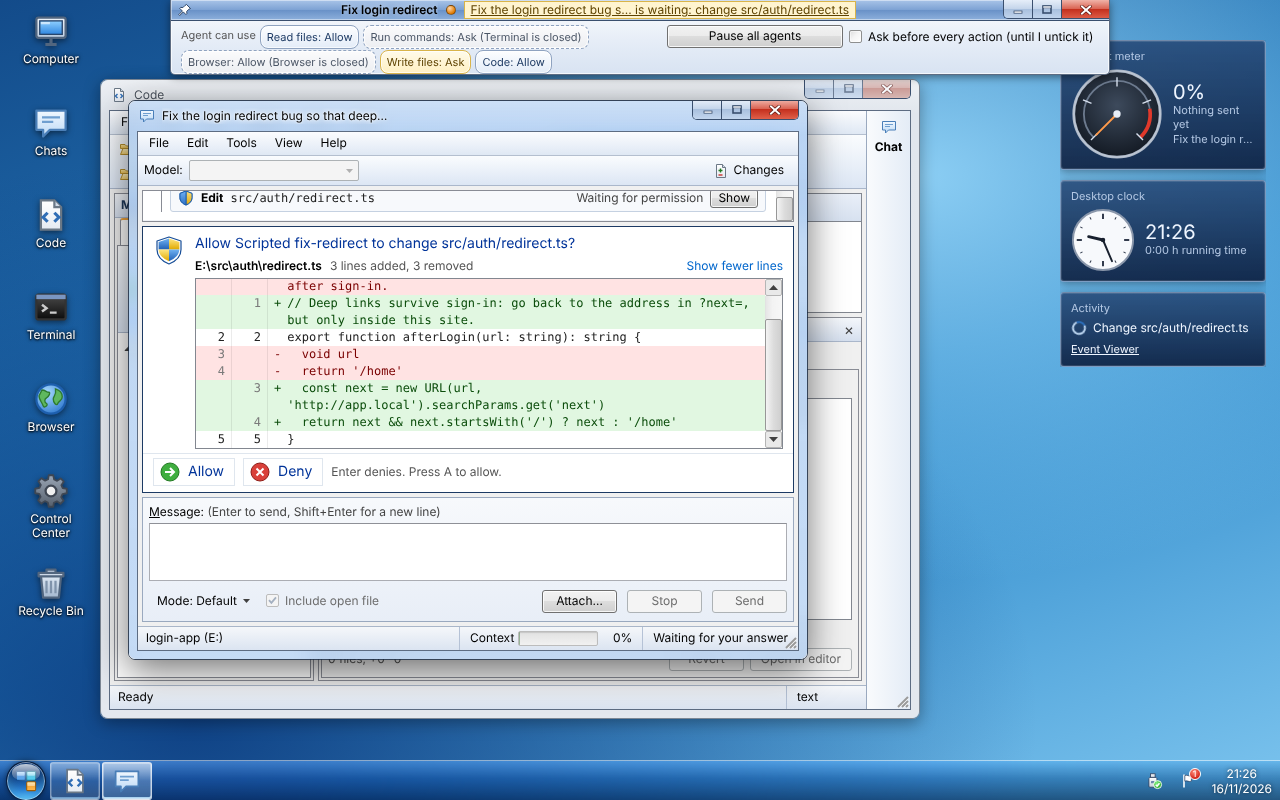 Computer
Chats
Code
Terminal
Browser
Control
Center
Recycle Bin
Fix login redirect
Fix the login redirect bug s... is waiting: change src/auth/redirect.ts
Agent can use
Read files: Allow
Run commands: Ask (Terminal is closed)
Browser: Allow (Browser is closed)
Write files: Ask
Code: Allow
Pause all agents
Ask before every action (until I untick it)
Code
Chat
Fix the login redirect bug so that deep...
File
Edit
Tools
View
Help
Model:
Changes
Edit src/auth/redirect.ts
Waiting for permission
Show
Allow Scripted fix-redirect to change src/auth/redirect.ts?
E:\src\auth\redirect.ts 3 lines added, 3 removed
Show fewer lines
after sign-in.
1 + // Deep links survive sign-in: go back to the address in ?next=,
but only inside this site.
2 2 export function afterLogin(url: string): string {
3 - void url
4 - return '/home'
3 + const next = new URL(url,
'http://app.local').searchParams.get('next')
4 + return next && next.startsWith('/') ? next : '/home'
5 5 }
Allow
Deny
Enter denies. Press A to allow.
Message: (Enter to send, Shift+Enter for a new line)
Mode: Default
Include open file
Attach...
Stop
Send
login-app (E:)
Context
0%
Waiting for your answer
Revert
Open in editor
Ready
text
meter
0%
Nothing sent
yet
Fix the login r...
Desktop clock
21:26
0:00 h running time
Activity
Change src/auth/redirect.ts
Event Viewer
1
21:26
16/11/2026